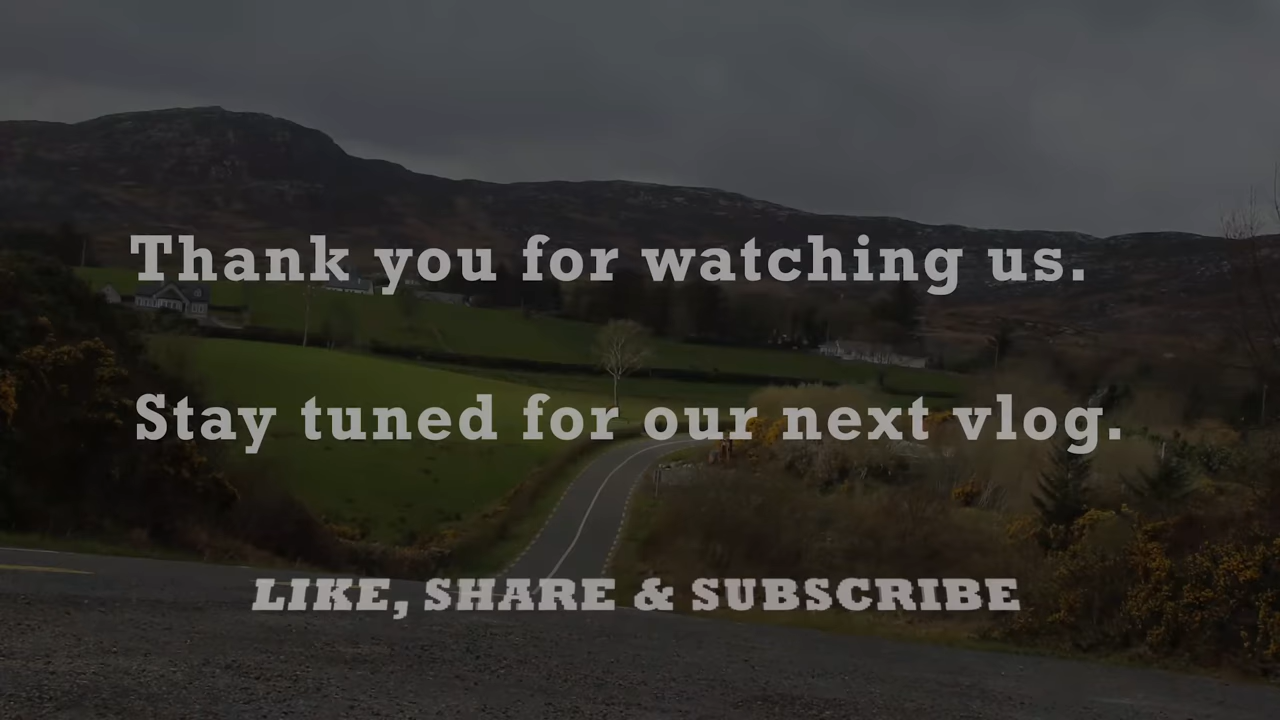 Thank you for watching us.
Stay tuned for our next vlog.
LIKE, SHARE & SUBSCRIBE